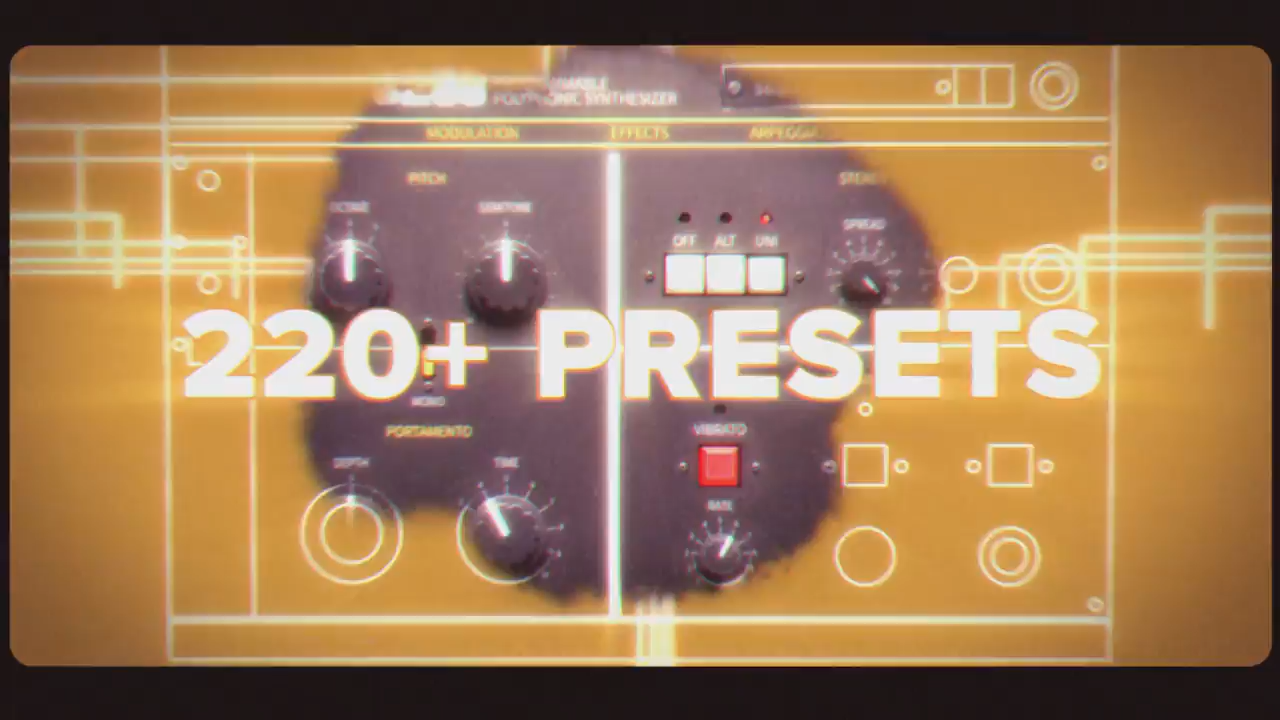 POLYPHONIC SYNTHESIZER
MODULATION EFFECTS
PITCH
OCTAVE SEMITONE SPREAD
OFF ALT UNI
220+ PRESETS
MONO
VIBRATO
PORTAMENTO
DEPTH TIME
RATE